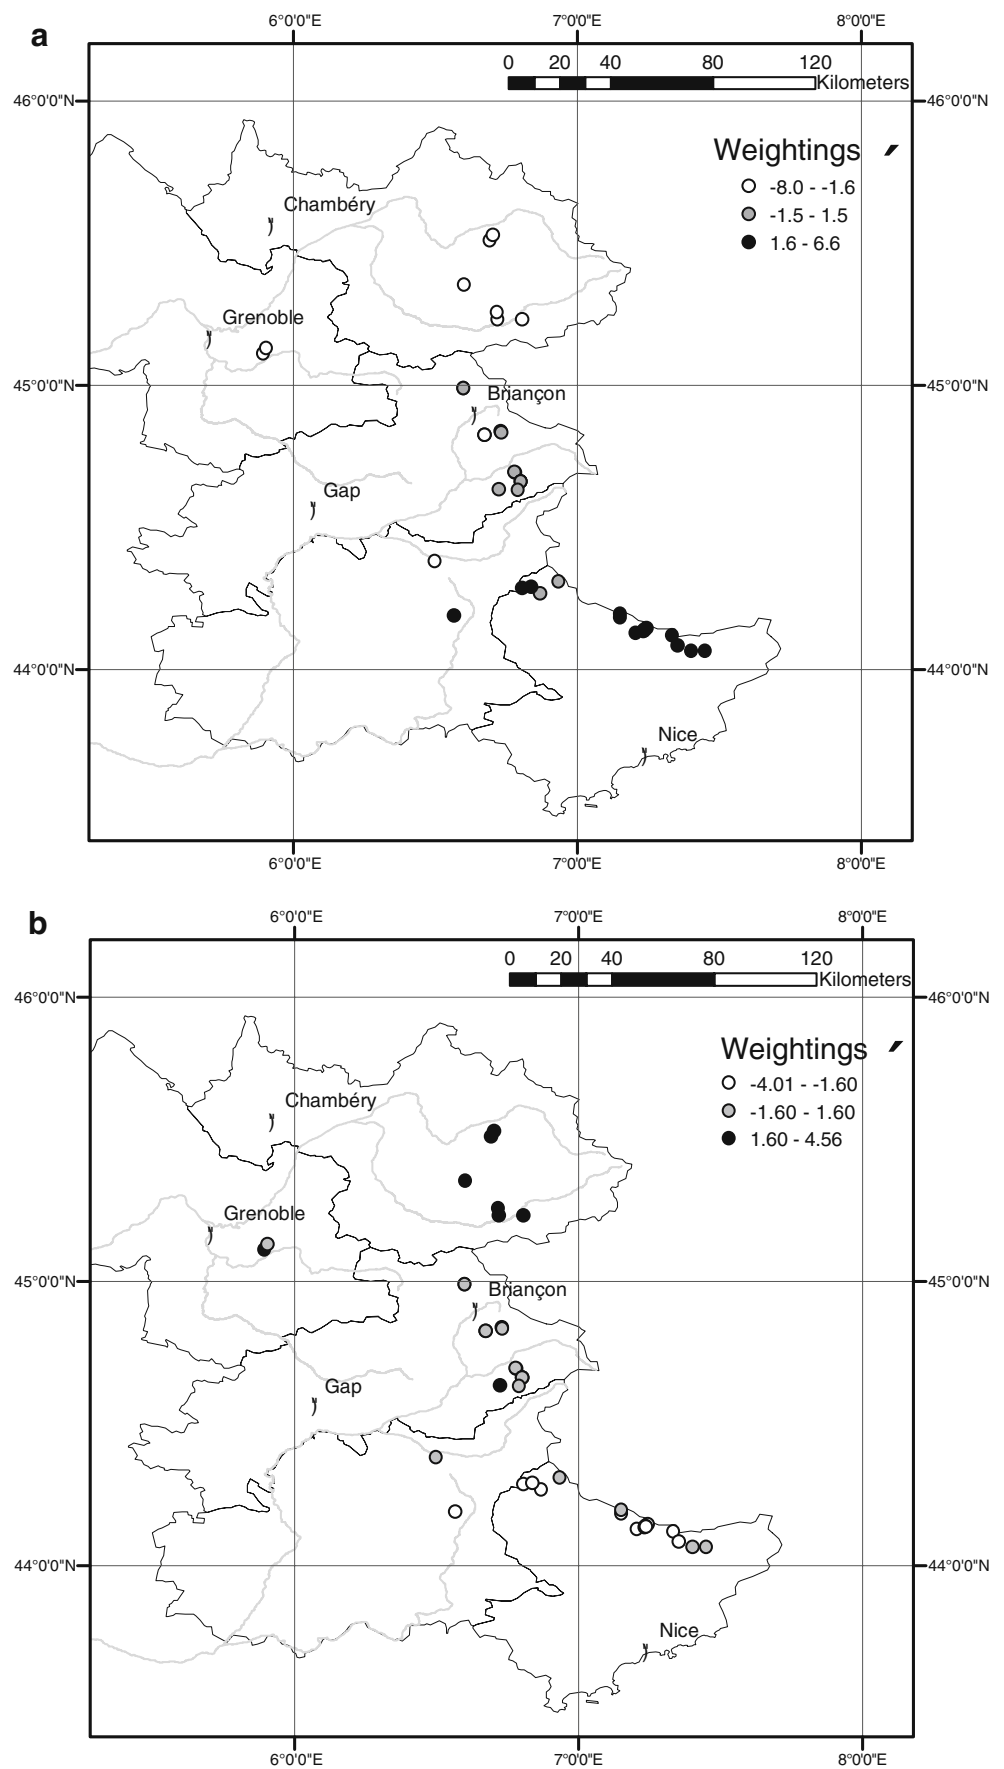 a
6°0'0"E 7°0'0"E 8°0'0"E
0 20 40 80 120
Kilometers
46°0'0"N 46°0'0"N
Weightings
-8.0 - -1.6
-1.5 - 1.5
1.6 - 6.6
Chambéry
Grenoble
45°0'0"N 45°0'0"N
Briançon
Gap
44°0'0"N 44°0'0"N
Nice
6°0'0"E 7°0'0"E 8°0'0"E
b
6°0'0"E 7°0'0"E 8°0'0"E
0 20 40 80 120
Kilometers
46°0'0"N 46°0'0"N
Weightings
-4.01 - -1.60
-1.60 - 1.60
1.60 - 4.56
Chambéry
Grenoble
45°0'0"N 45°0'0"N
Briançon
Gap
44°0'0"N 44°0'0"N
Nice
6°0'0"E 7°0'0"E 8°0'0"E